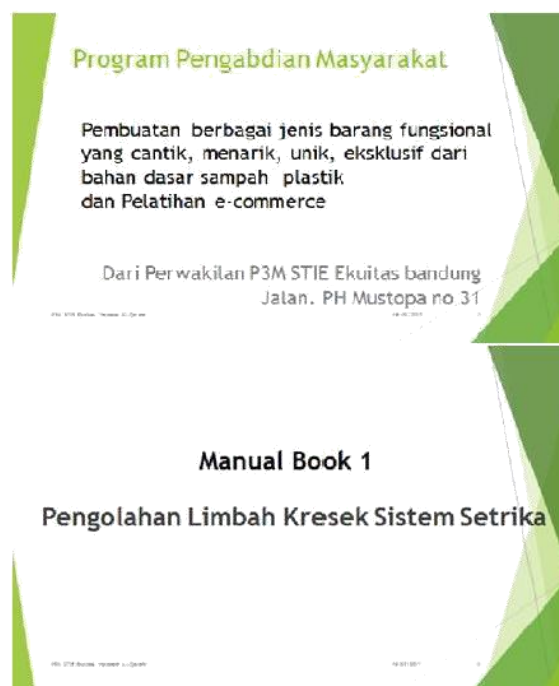 Program Pengabdian Masyarakat
Pembuatan berbagai jenis barang fungsional
yang cantik, menarik, unik, eksklusif dari
bahan dasar sampah plastik
dan Pelatihan e-commerce
Dari Perwakilan P3M STIE Ekuitas bandung
Jalan. PH Mustopa no 31
Manual Book 1
Pengolahan Limbah Kresek Sistem Setrika